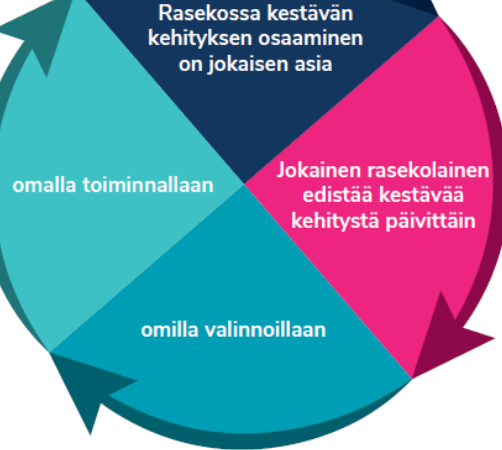 Rasekossa kestävän
kehityksen osaaminen
on jokaisen asia
Jokainen rasekolainen
edistää kestävää
kehitystä päivittäin
omilla valinnoillaan
omalla toiminnallaan